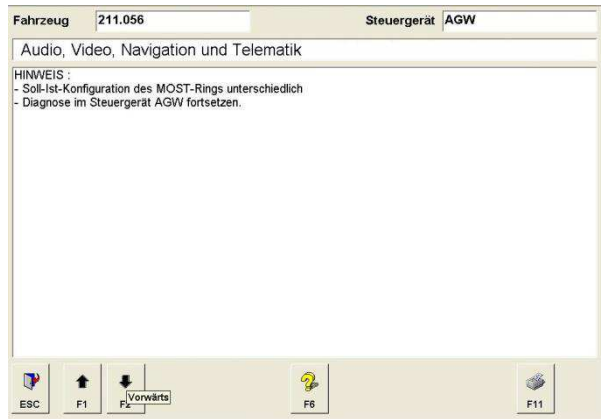 Fahrzeug 211.056 Steuergerät AGW
Audio, Video, Navigation und Telematik
HINWEIS :
- Soll-Ist-Konfiguration des MOST-Rings unterschiedlich
- Diagnose im Steuergerät AGW fortsetzen.
Vorwärts
ESC F1 F2 F6 F11